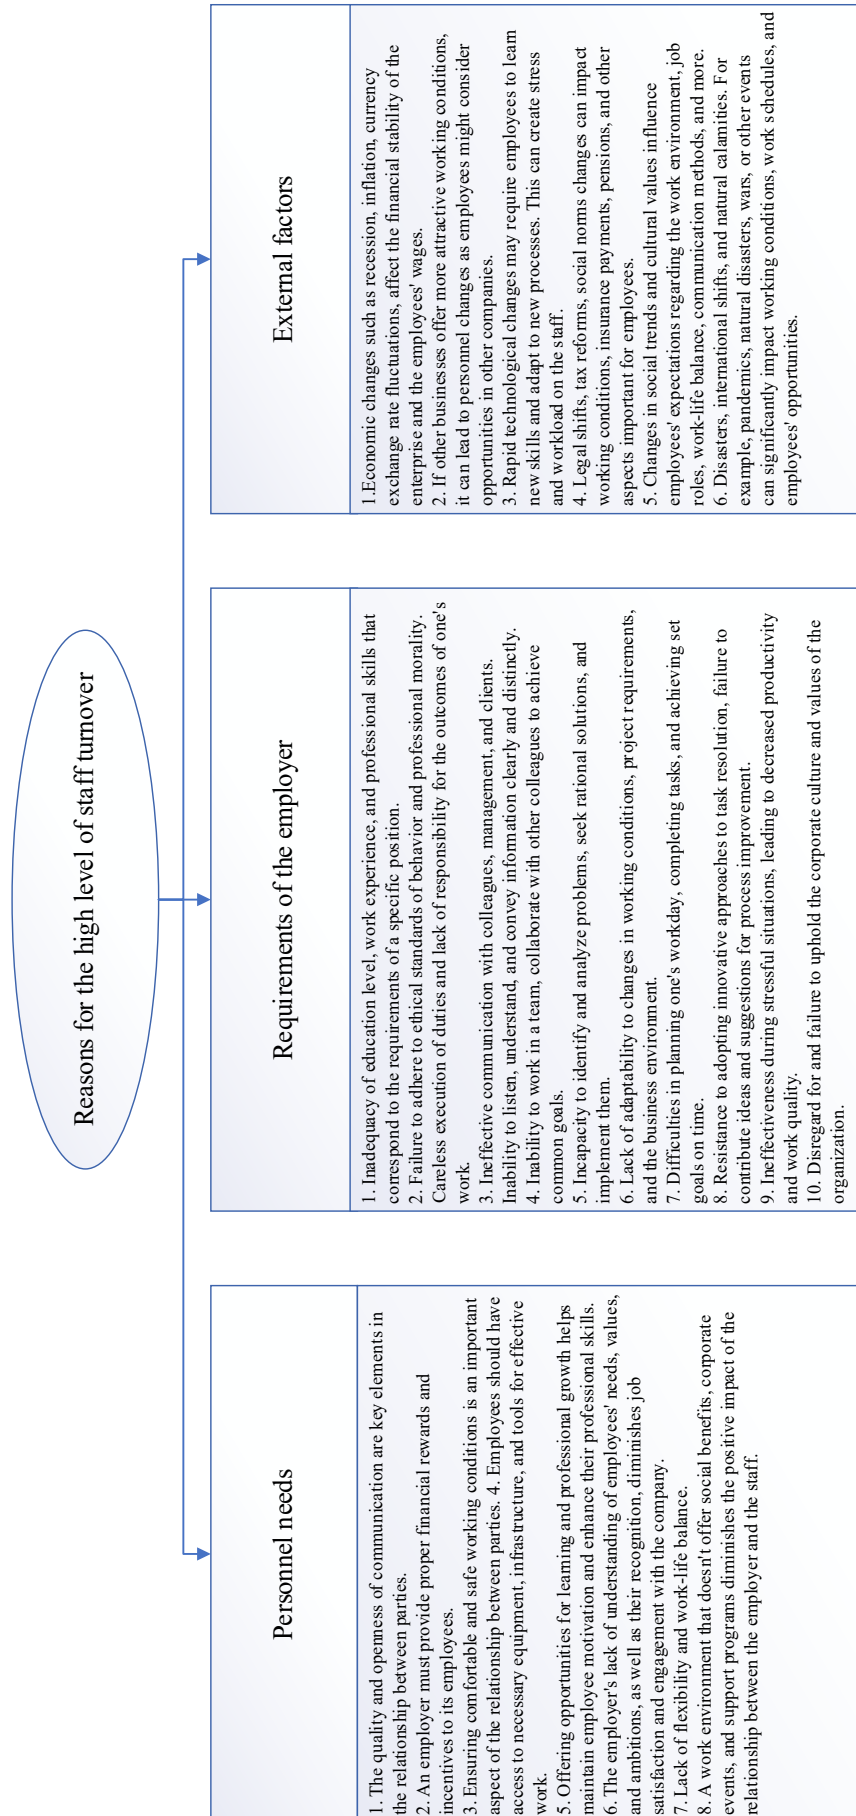 Reasons for the high level of staff turnover
Personnel needs
1. The quality and openness of communication are key elements in
the relationship between parties.
2. An employer must provide proper financial rewards and
incentives to its employees.
3. Ensuring comfortable and safe working conditions is an important
aspect of the relationship between parties. 4. Employees should have
access to necessary equipment, infrastructure, and tools for effective
work.
5. Offering opportunities for learning and professional growth helps
maintain employee motivation and enhance their professional skills.
6. The employer's lack of understanding of employees' needs, values,
and ambitions, as well as their recognition, diminishes job
satisfaction and engagement with the company.
7. Lack of flexibility and work-life balance.
8. A work environment that doesn't offer social benefits, corporate
events, and support programs diminishes the positive impact of the
relationship between the employer and the staff.
Requirements of the employer
1. Inadequacy of education level, work experience, and professional skills that
correspond to the requirements of a specific position.
2. Failure to adhere to ethical standards of behavior and professional morality.
Careless execution of duties and lack of responsibility for the outcomes of one's
work.
3. Ineffective communication with colleagues, management, and clients.
Inability to listen, understand, and convey information clearly and distinctly.
4. Inability to work in a team, collaborate with other colleagues to achieve
common goals.
5. Incapacity to identify and analyze problems, seek rational solutions, and
implement them.
6. Lack of adaptability to changes in working conditions, project requirements,
and the business environment.
7. Difficulties in planning one's workday, completing tasks, and achieving set
goals on time.
8. Resistance to adopting innovative approaches to task resolution, failure to
contribute ideas and suggestions for process improvement.
9. Ineffectiveness during stressful situations, leading to decreased productivity
and work quality.
10. Disregard for and failure to uphold the corporate culture and values of the
organization.
External factors
1.Economic changes such as recession, inflation, currency
exchange rate fluctuations, affect the financial stability of the
enterprise and the employees' wages.
2. If other businesses offer more attractive working conditions,
it can lead to personnel changes as employees might consider
opportunities in other companies.
3. Rapid technological changes may require employees to learn
new skills and adapt to new processes. This can create stress
and workload on the staff.
4. Legal shifts, tax reforms, social norms changes can impact
working conditions, insurance payments, pensions, and other
aspects important for employees.
5. Changes in social trends and cultural values influence
employees' expectations regarding the work environment, job
roles, work-life balance, communication methods, and more.
6. Disasters, international shifts, and natural calamities. For
example, pandemics, natural disasters, wars, or other events
can significantly impact working conditions, work schedules, and
employees' opportunities.